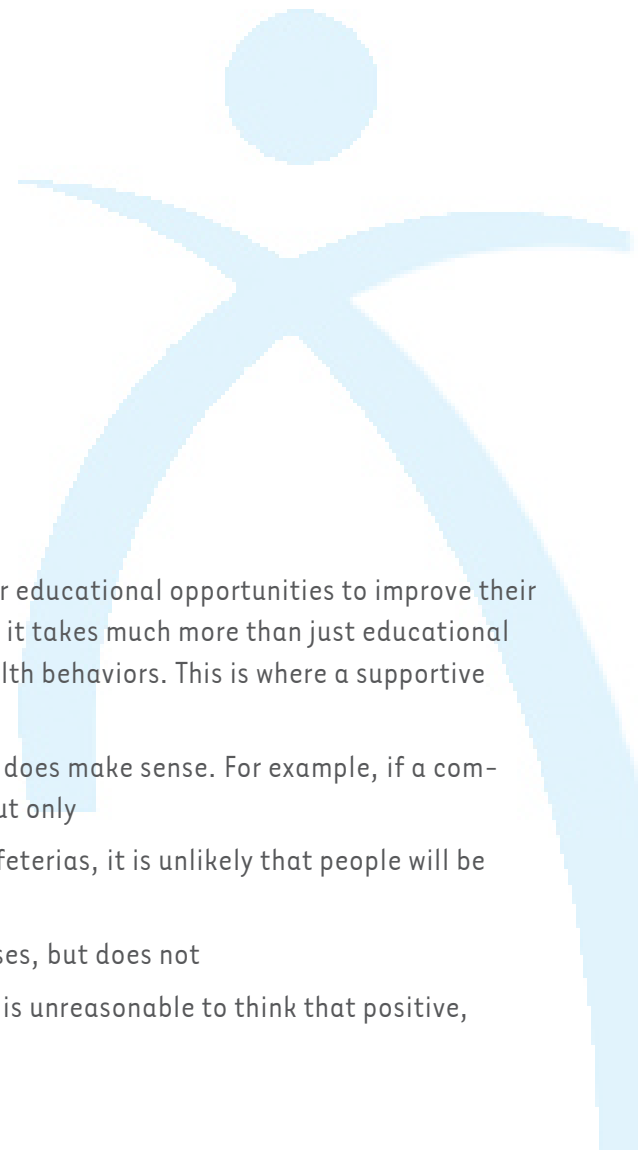 r educational opportunities to improve their
it takes much more than just educational
lth behaviors. This is where a supportive
does make sense. For example, if a com-
ut only
feterias, it is unlikely that people will be
ses, but does not
is unreasonable to think that positive,